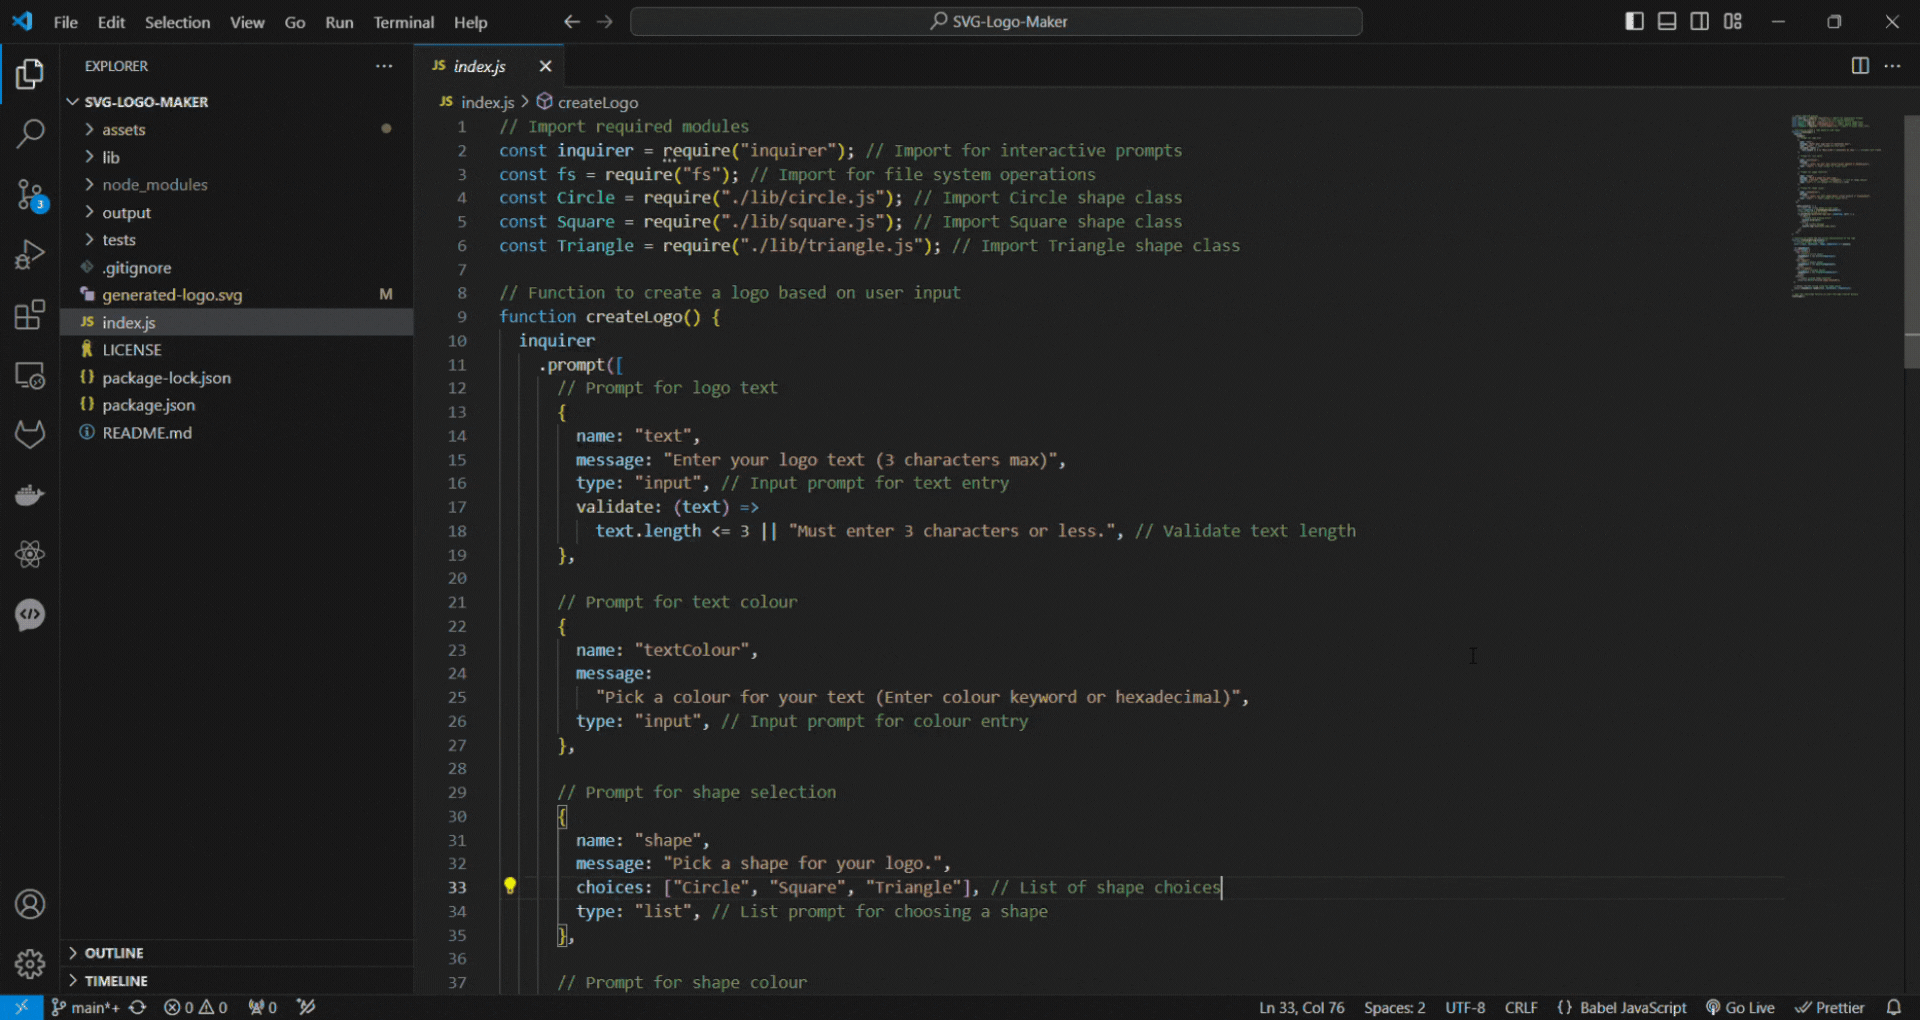 File Edit Selection View Go Run Terminal Help
SVG-Logo-Maker
EXPLORER
SVG-LOGO-MAKER
assets
lib
node_modules
output
tests
.gitignore
generated-logo.svg M
JS index.js
LICENSE
{} package-lock.json
{} package.json
README.md
OUTLINE
TIMELINE
3
JS index.js
JS index.js > createLogo
1 // Import required modules
2 const inquirer = require("inquirer"); // Import for interactive prompts
3 const fs = require("fs"); // Import for file system operations
4 const Circle = require("./lib/circle.js"); // Import Circle shape class
5 const Square = require("./lib/square.js"); // Import Square shape class
6 const Triangle = require("./lib/triangle.js"); // Import Triangle shape class
7
8 // Function to create a logo based on user input
9 function createLogo() {
10 inquirer
11 .prompt([
12 // Prompt for logo text
13 {
14 name: "text",
15 message: "Enter your logo text (3 characters max)",
16 type: "input", // Input prompt for text entry
17 validate: (text) =>
18 text.length <= 3 || "Must enter 3 characters or less.", // Validate text length
19 },
20
21 // Prompt for text colour
22 {
23 name: "textColour",
24 message:
25 "Pick a colour for your text (Enter colour keyword or hexadecimal)",
26 type: "input", // Input prompt for colour entry
27 },
28
29 // Prompt for shape selection
30 {
31 name: "shape",
32 message: "Pick a shape for your logo.",
33 choices: ["Circle", "Square", "Triangle"], // List of shape choices
34 type: "list", // List prompt for choosing a shape
35 },
36
37 // Prompt for shape colour
main*+ 0 0 0 Ln 33, Col 76 Spaces: 2 UTF-8 CRLF {} Babel JavaScript Go Live Prettier